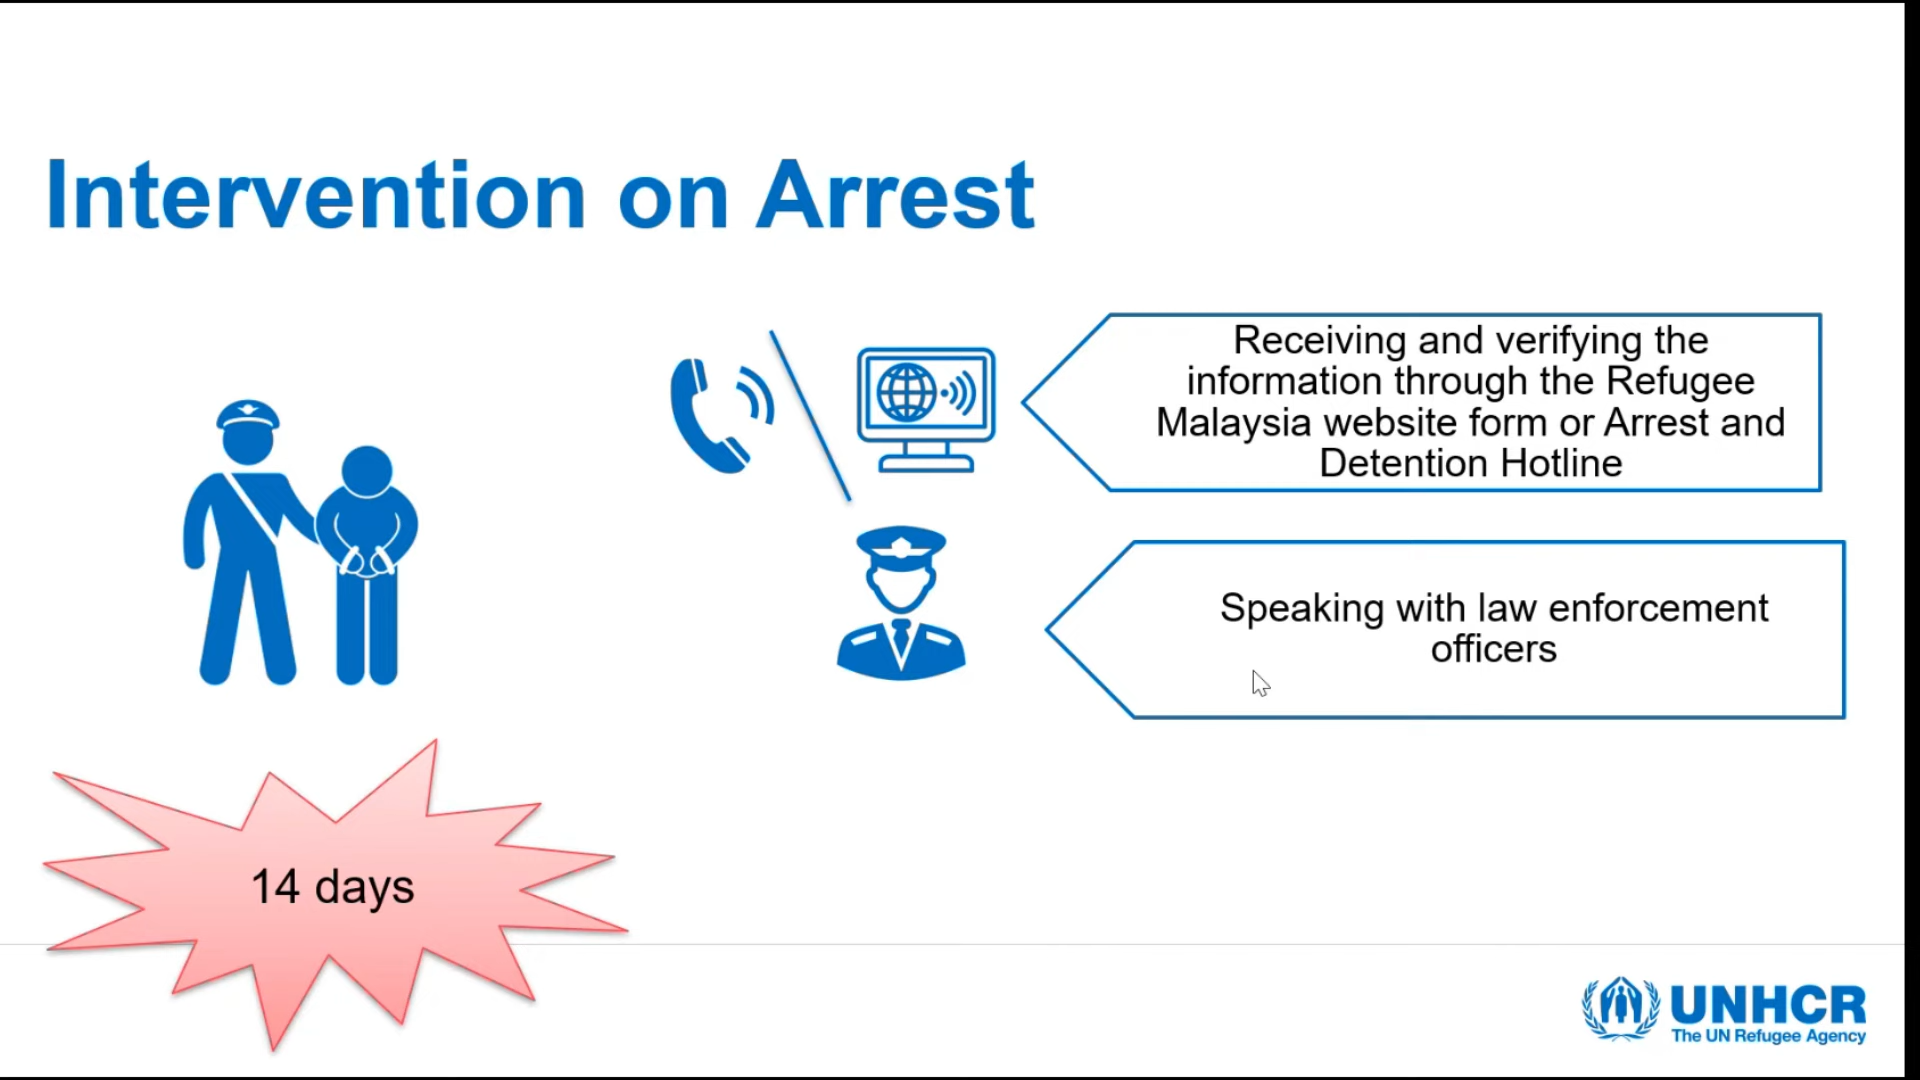 Intervention on Arrest
Receiving and verifying the
information through the Refugee
Malaysia website form or Arrest and
Detention Hotline
Speaking with law enforcement
officers
14 days
UNHCR
The UN Refugee Agency